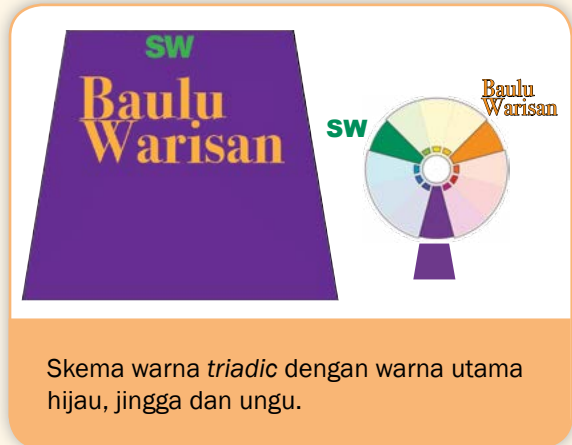 SW
Baulu
Warisan
SW
Baulu
Warisan
Skema warna triadic dengan warna utama
hijau, jingga dan ungu.